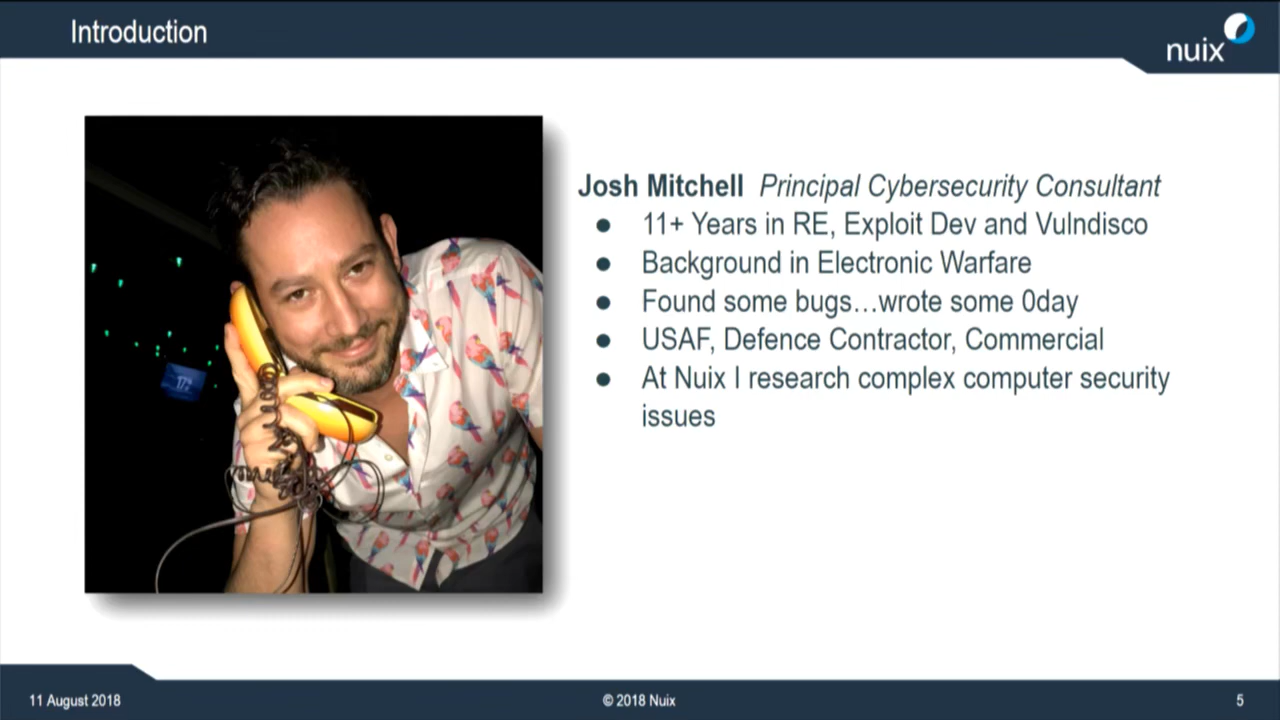 Introduction
nuix
Josh Mitchell Principal Cybersecurity Consultant
● 11+ Years in RE, Exploit Dev and Vulndisco
● Background in Electronic Warfare
● Found some bugs…wrote some 0day
● USAF, Defence Contractor, Commercial
● At Nuix I research complex computer security
issues
11 August 2018
© 2018 Nuix
5